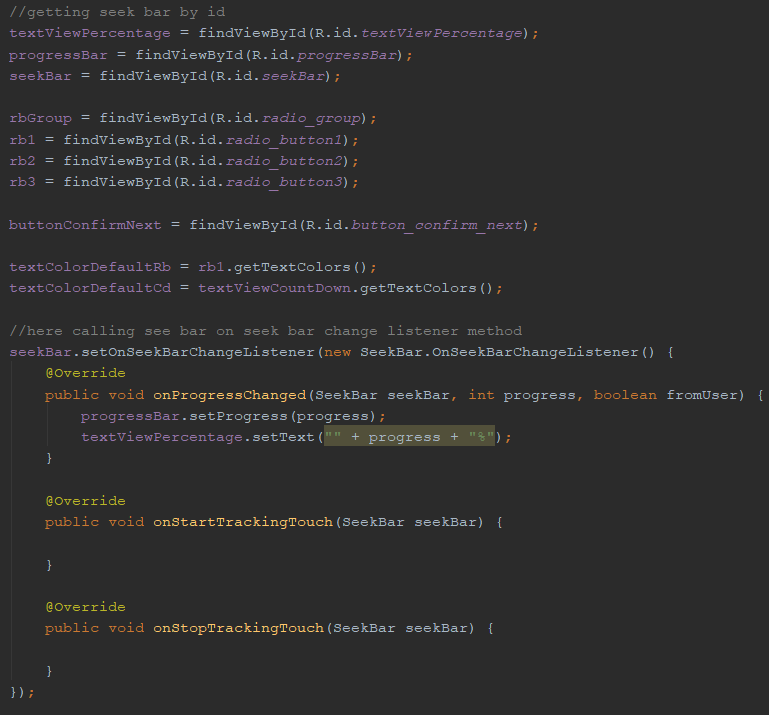 //getting seek bar by id
textViewPercentage = findViewById(R.id.textViewPercentage);
progressBar = findViewById(R.id.progressBar);
seekBar = findViewById(R.id.seekBar);
rbGroup = findViewById(R.id.radio_group);
rb1 = findViewById(R.id.radio_button1);
rb2 = findViewById(R.id.radio_button2);
rb3 = findViewById(R.id.radio_button3);
buttonConfirmNext = findViewById(R.id.button_confirm_next);
textColorDefaultRb = rb1.getTextColors();
textColorDefaultCd = textViewCountDown.getTextColors();
//here calling see bar on seek bar change listener method
seekBar.setOnSeekBarChangeListener(new SeekBar.OnSeekBarChangeListener() {
    @Override
    public void onProgressChanged(SeekBar seekBar, int progress, boolean fromUser) {
        progressBar.setProgress(progress);
        textViewPercentage.setText("" + progress + "%");
    }
    @Override
    public void onStartTrackingTouch(SeekBar seekBar) {
    }
    @Override
    public void onStopTrackingTouch(SeekBar seekBar) {
    }
});